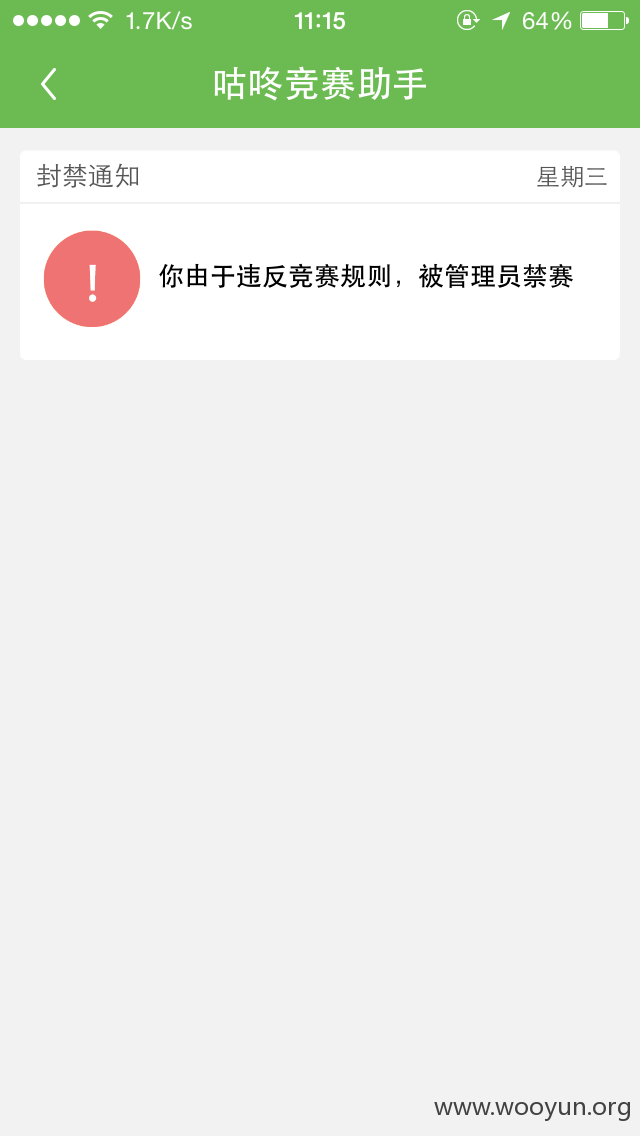 1.7K/s 11:15 64%
咕咚竞赛助手
封禁通知 星期三
! 你由于违反竞赛规则，被管理员禁赛
www.wooyun.org